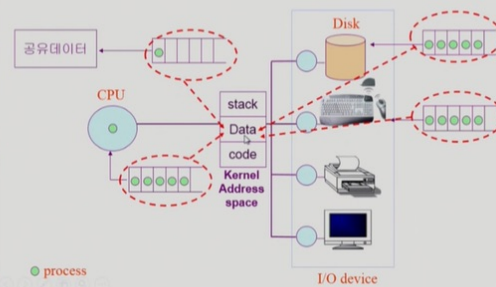 Disk
공유데이터
CPU
stack
Data
code
Kernel
Address
space
process
I/O device